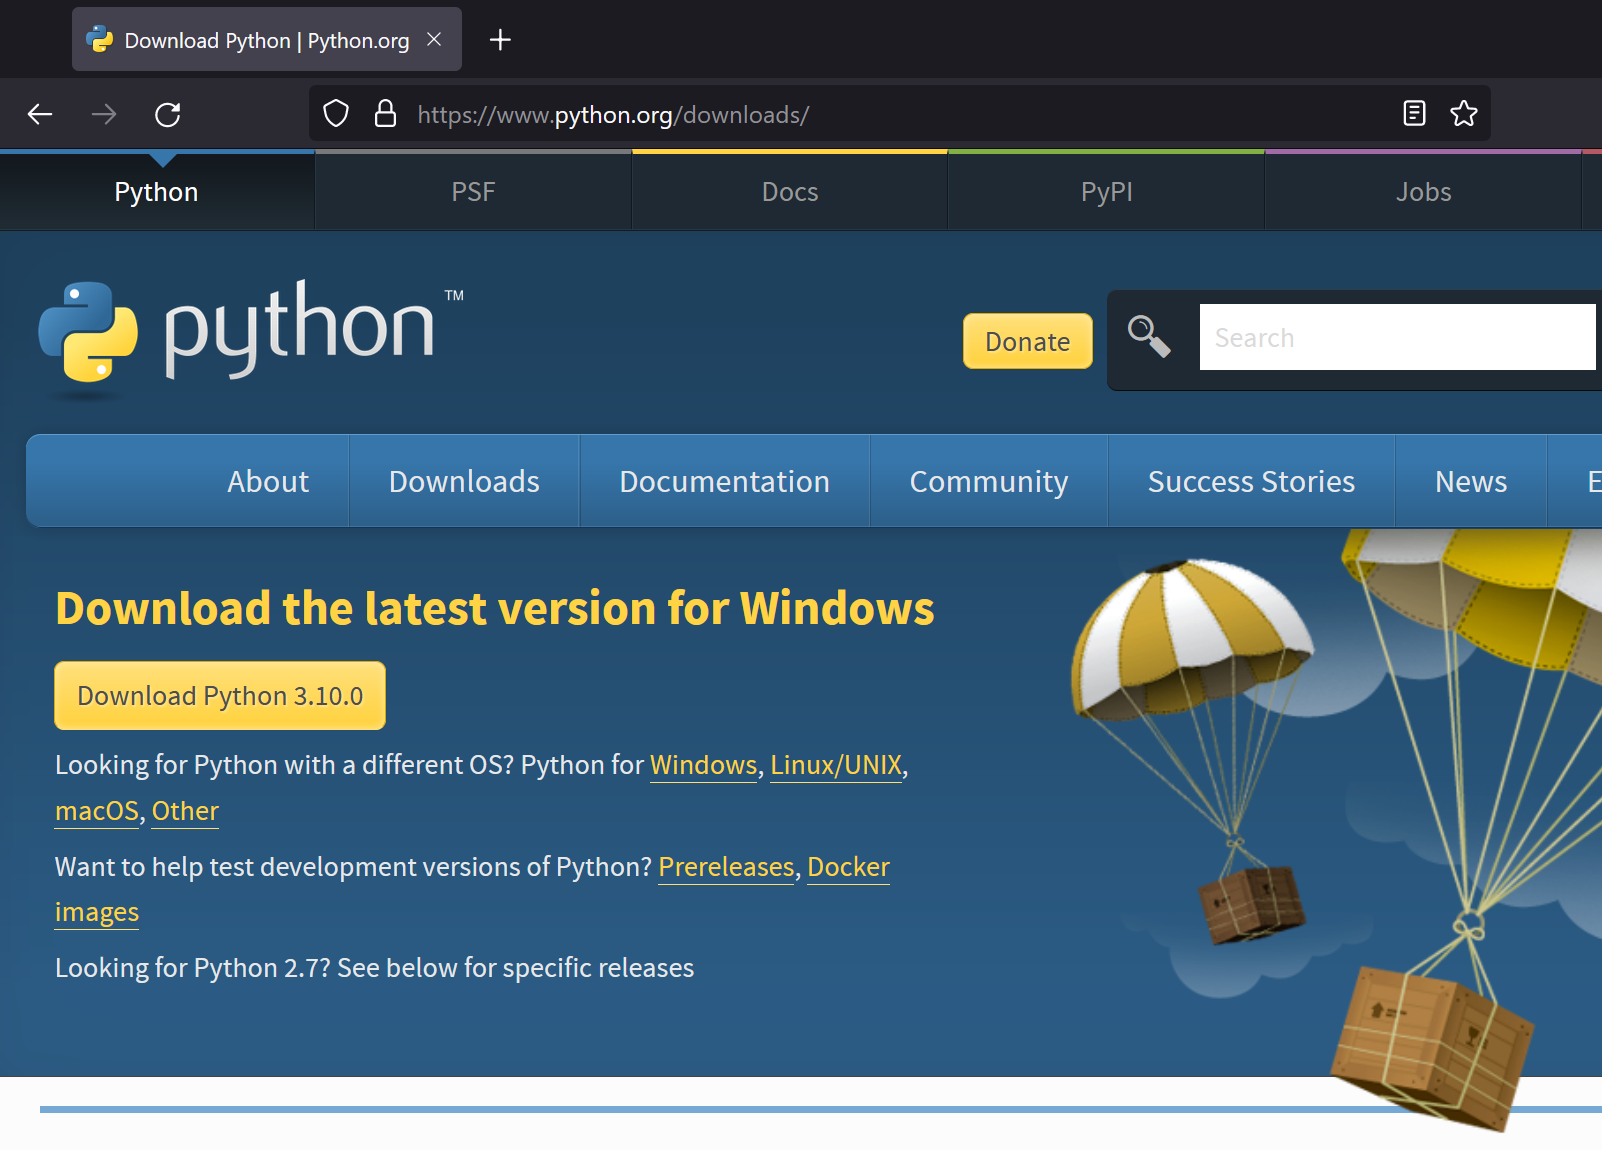 Download Python | Python.org
https://www.python.org/downloads/
Python
PSF
Docs
PyPI
Jobs
python™
Donate
Search
About
Downloads
Documentation
Community
Success Stories
News
E
Download the latest version for Windows
Download Python 3.10.0
Looking for Python with a different OS? Python for Windows, Linux/UNIX,
macOS, Other
Want to help test development versions of Python? Prereleases, Docker
images
Looking for Python 2.7? See below for specific releases